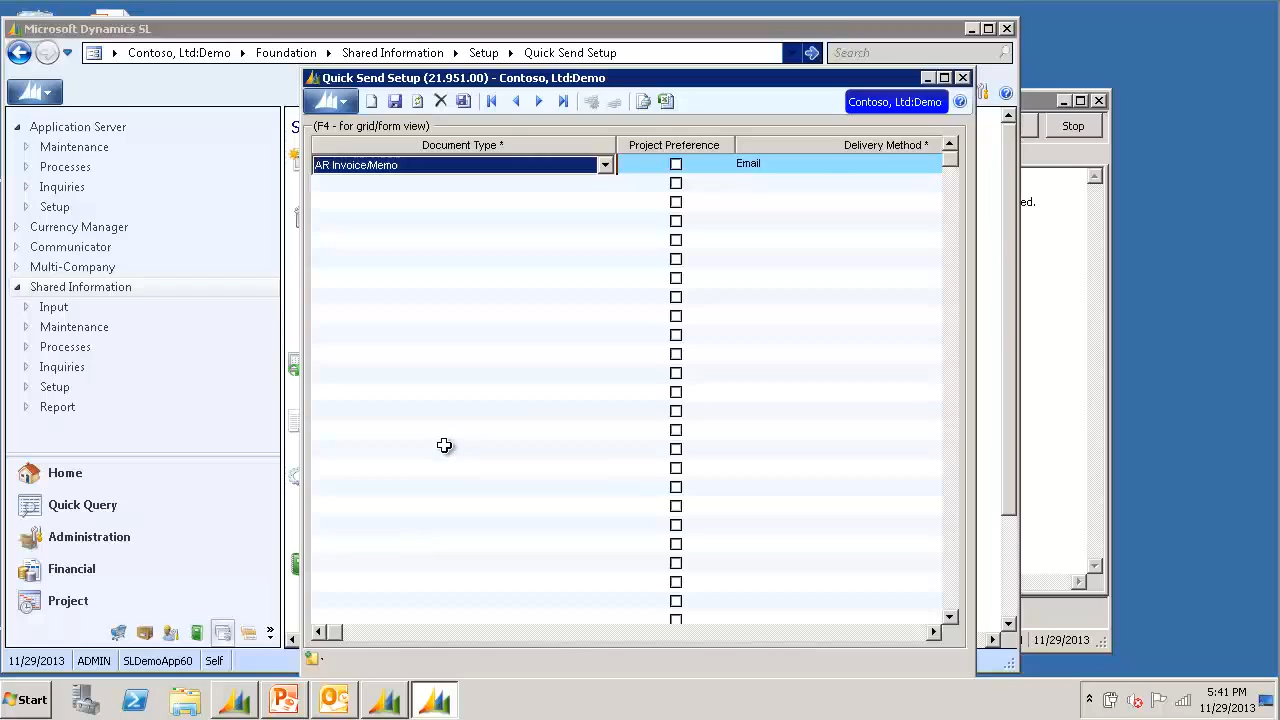 Microsoft Dynamics SL
Contoso, Ltd:Demo
Foundation
Shared Information
Setup
Quick Send Setup
Search
Quick Send Setup (21.951.00) - Contoso, Ltd:Demo
Contoso, Ltd:Demo
Stop
ed.
(F4 - for grid/form view)
Document Type *
Project Preference
Delivery Method *
AR Invoice/Memo
Email
Application Server
Maintenance
Processes
Inquiries
Setup
Currency Manager
Communicator
Multi-Company
Shared Information
Input
Maintenance
Processes
Inquiries
Setup
Report
Home
Quick Query
Administration
Financial
Project
11/29/2013
ADMIN
SLDemoApp60
Self
11/29/2013
Start
5:41 PM
11/29/2013